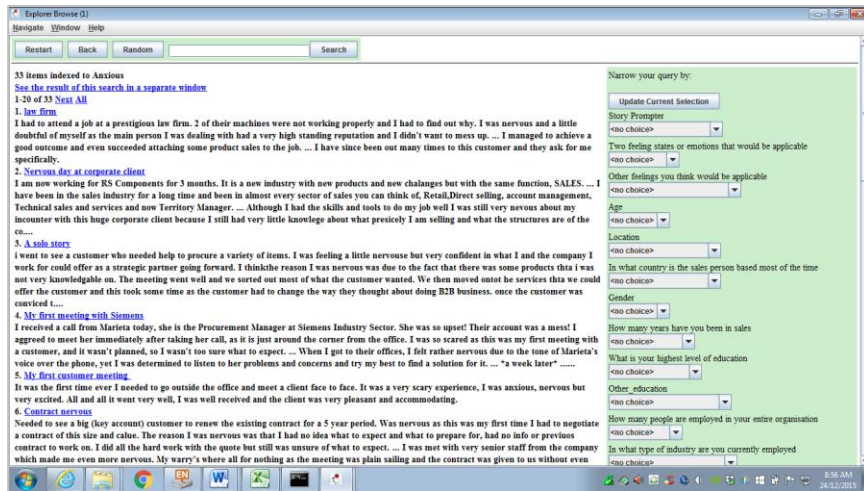 Explorer Browse (1)
Navigate Window Help
Restart Back Random Search
33 items indexed to Anxious
See the result of this search in a separate window
1-20 of 33 Next All
1. law firm
I had to attend a job at a prestigious law firm. 2 of their machines were not working properly and I had to find out why. I was nervous and a little
doubtful of myself as the main person I was dealing with had a very high standing reputation and I didn't want to mess up. ... I managed to achieve a
good outcome and even succeeded attaching some product sales to the job. ... I have since been out many times to this customer and they ask for me
specifically.
2. Nervous day at corporate client
I am now working for RS Components for 3 months. It is a new industry with new products and new chalanges but with the same function, SALES. ... I
have been in the sales industry for a long time and been in almost every sector of sales you can think of, Retail,Direct selling, account management,
Technical sales and services and now Territory Manager. ... Although I had the skills and tools to do my job well I was still very nevous about my
incounter with this huge corporate client because I still had very little knowlege about what presicely I am selling and what the structures are of the
co....
3. A solo story
i went to see a customer who needed help to procure a variety of items. I was feeling a little nervouse but very confident in what I and the company I
work for could offer as a strategic partner going forward. I thinkthe reason I was nervous was due to the fact that there was some products thta i was
not very knowledgable on. The meeting went well and we sorted out most of what the customer wanted. We then moved ontot he services thta we could
offer the customer and this took some time as the customer had to change the way they thought about doing B2B business. once the customer was
conviced t....
4. My first meeting with Siemens
I received a call from Marieta today, she is the Procurement Manager at Siemens Industry Sector. She was so upset! Their account was a mess! I
aggreed to meet her immediately after taking her call, as it is just around the corner from the office. I was so scared as this was my first meeting with
a customer, and it wasn't planned, so I wasn't too sure what to expect. ... When I got to their offices, I felt rather nervous due to the tone of Marieta's
voice over the phone, yet I was determined to listen to her problems and concerns and try my best to find a solution for it. ... *a week later* ......
5. My first customer meeting
It was the first time ever I needed to go outside the office and meet a client face to face. It was a very scary experience, I was anxious, nervous but
very excited. All and all it went very well, I was well received and the client was very pleasant and accommodating.
6. Contract nervous
Needed to see a big (key account) customer to renew the existing contract for a 5 year period. Was nervous as this was my first time I had to negotiate
a contract of this size and calue. The reason I was nervous was that I had no idea what to expect and what to prepare for, had no info or previuos
contract to work on. I did all the hard work with the quote but still was unsure of what to expect. ... I was met with very senior staff from the company
which made me even more nervous. My warry's where all for nothing as the meeting was plain sailing and the contract was given to us without even
Narrow your query by:
Update Current Selection
Story Prompter
<no choice>
Two feeling states or emotions that would be applicable
<no choice>
Other feelings you think would be applicable
<no choice>
Age
<no choice>
Location
<no choice>
In what country is the sales person based most of the time
<no choice>
Gender
<no choice>
How many years have you been in sales
<no choice>
What is your highest level of education
<no choice>
Other_education
<no choice>
How many people are employed in your entire organisation
<no choice>
In what type of industry are you currently employed
<no choice>
8:56 AM
24/12/2015